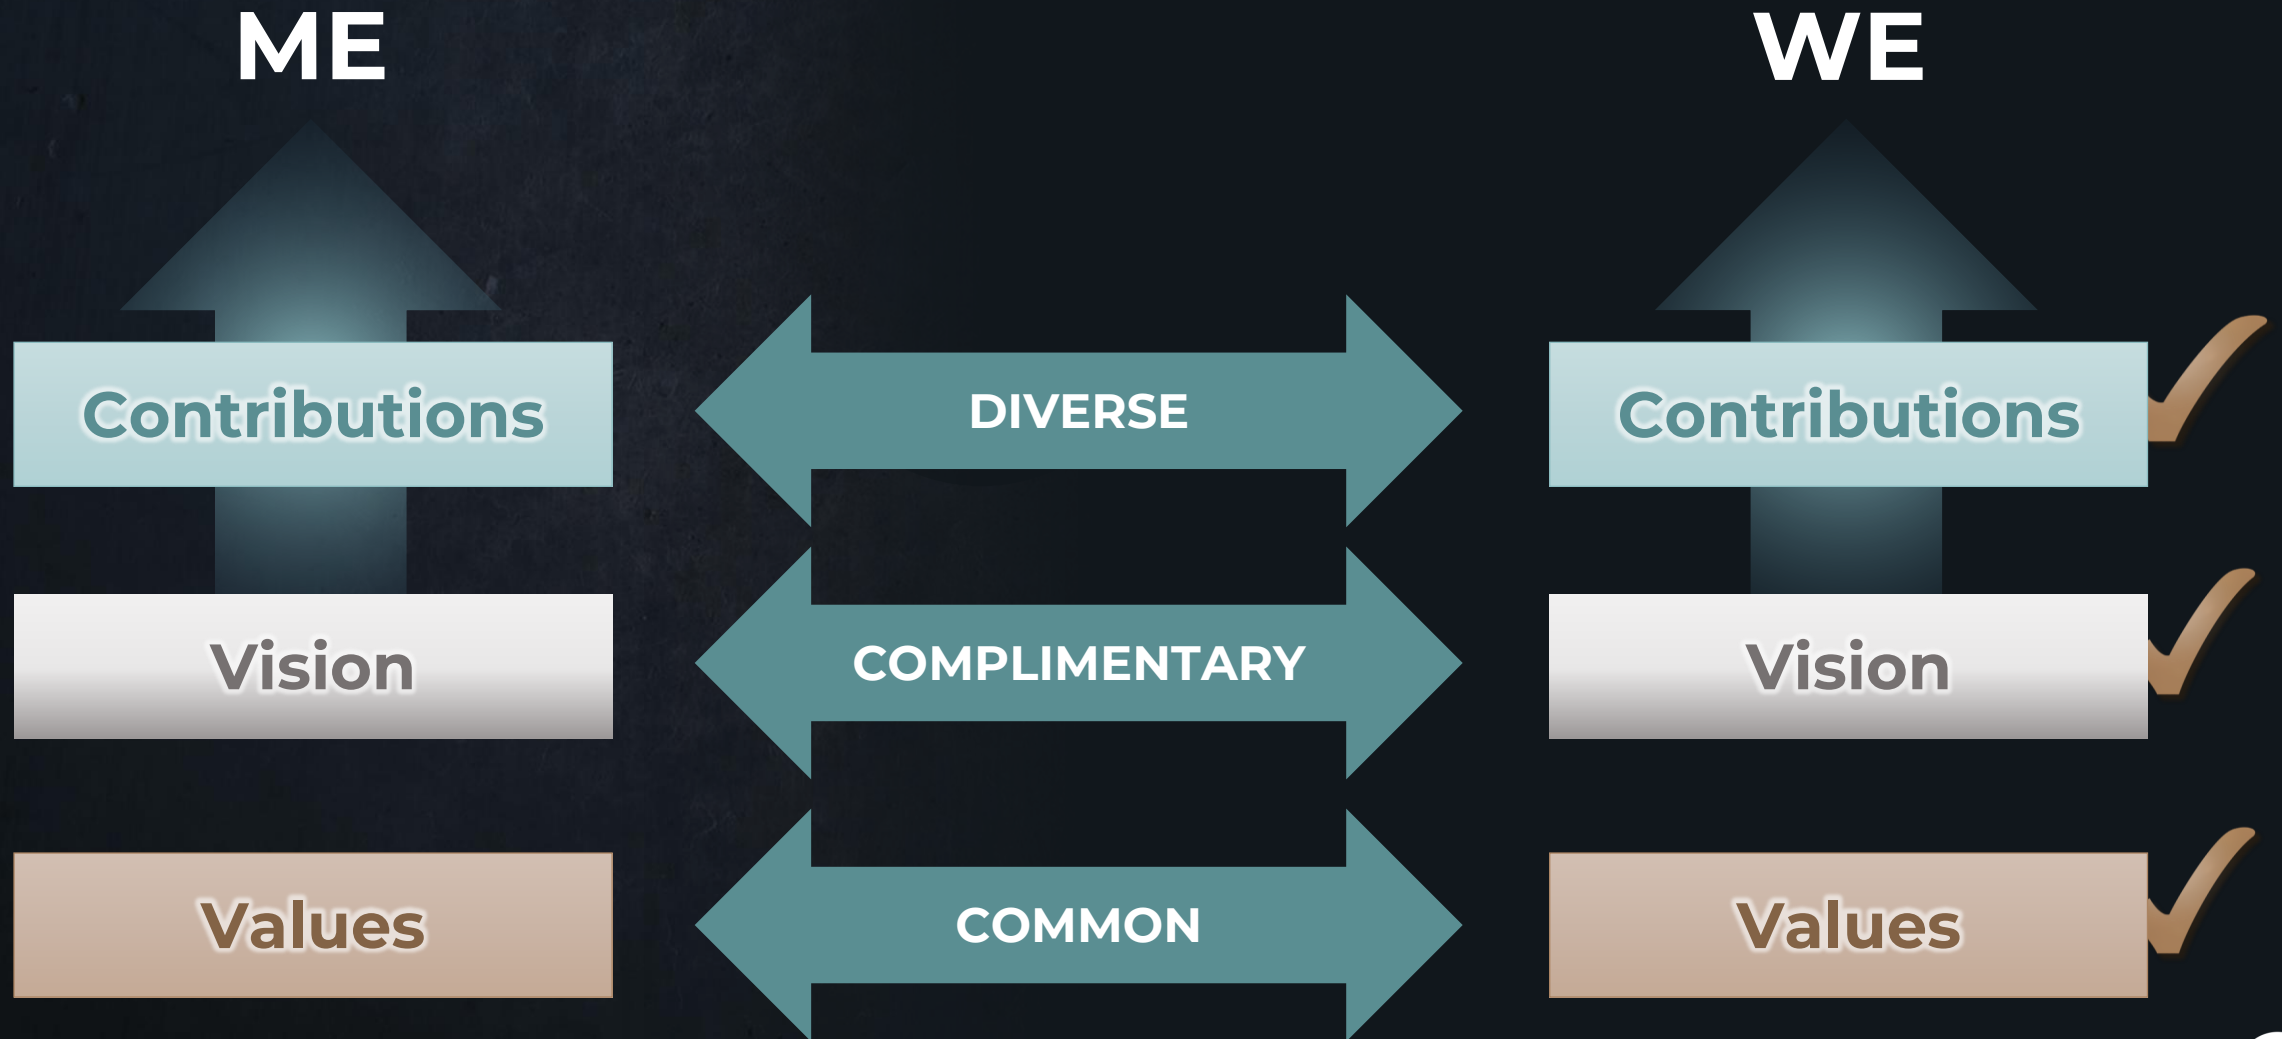 ME
WE
Contributions
DIVERSE
Contributions
Vision
COMPLIMENTARY
Vision
Values
COMMON
Values